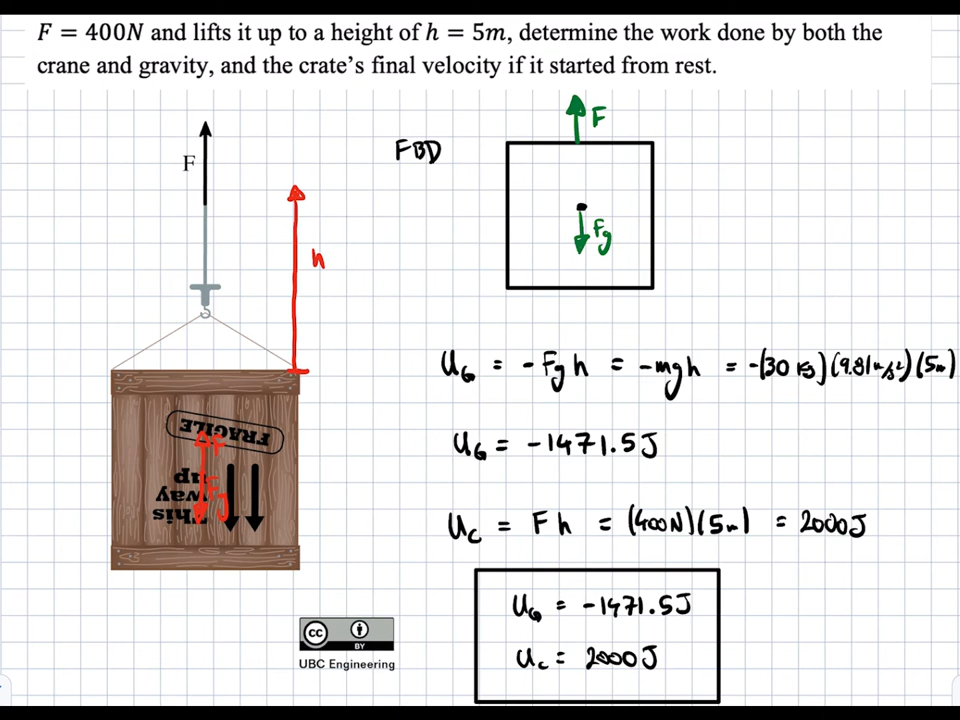 F = 400N and lifts it up to a height of h = 5m, determine the work done by both the
crane and gravity, and the crate's final velocity if it started from rest.
F
h
FBD
F
Fg
FRAGILE
This
way
up
F
Fg
U_G = -Fg h = -mgh = -(30 kg)(9.81 m/s²)(5m)
U_G = -1471.5J
U_C = F h = (400N)(5m) = 2000J
U_G = -1471.5J
U_C = 2000J
cc BY
UBC Engineering